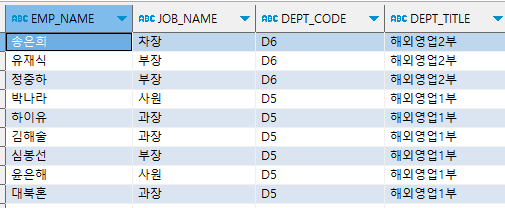 ABC EMP_NAME ABC JOB_NAME ABC DEPT_CODE ABC DEPT_TITLE
송은희 차장 D6 해외영업2부
유재식 부장 D6 해외영업2부
정중하 부장 D6 해외영업2부
박나라 사원 D5 해외영업1부
하이유 과장 D5 해외영업1부
김해술 과장 D5 해외영업1부
심봉선 부장 D5 해외영업1부
윤은해 사원 D5 해외영업1부
대북혼 과장 D5 해외영업1부